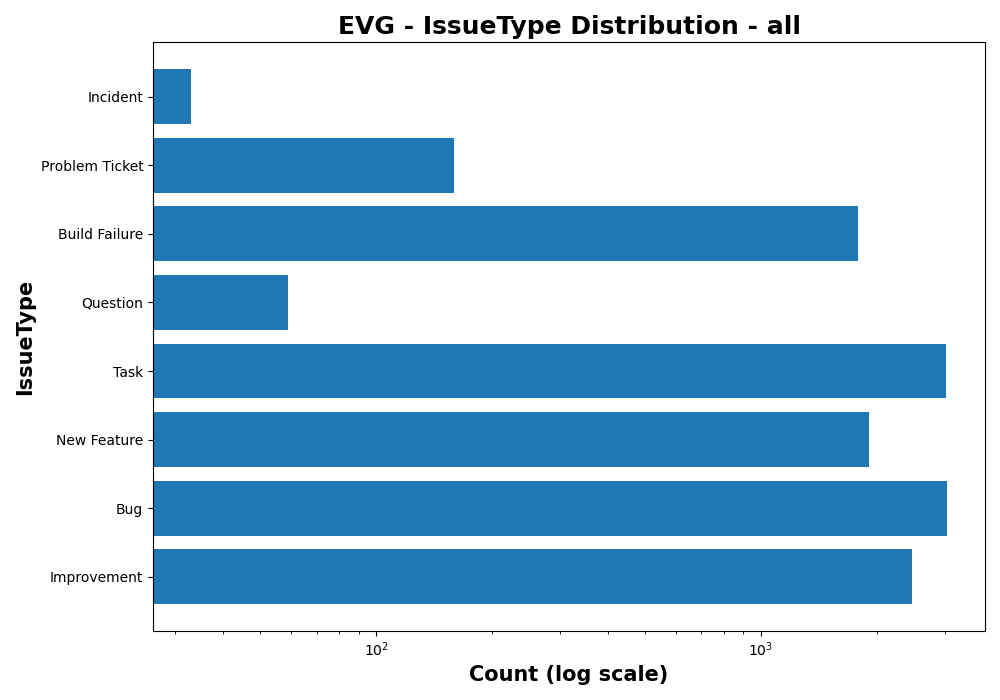 EVG - IssueType Distribution - all
Incident
Problem Ticket
Build Failure
Question
Task
New Feature
Bug
Improvement
IssueType
10²
10³
Count (log scale)